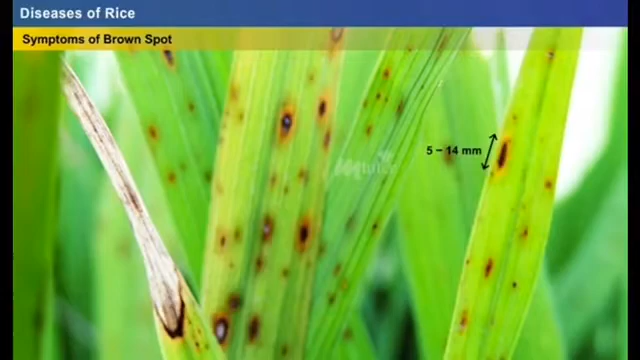 Diseases of Rice
Symptoms of Brown Spot
5 – 14 mm